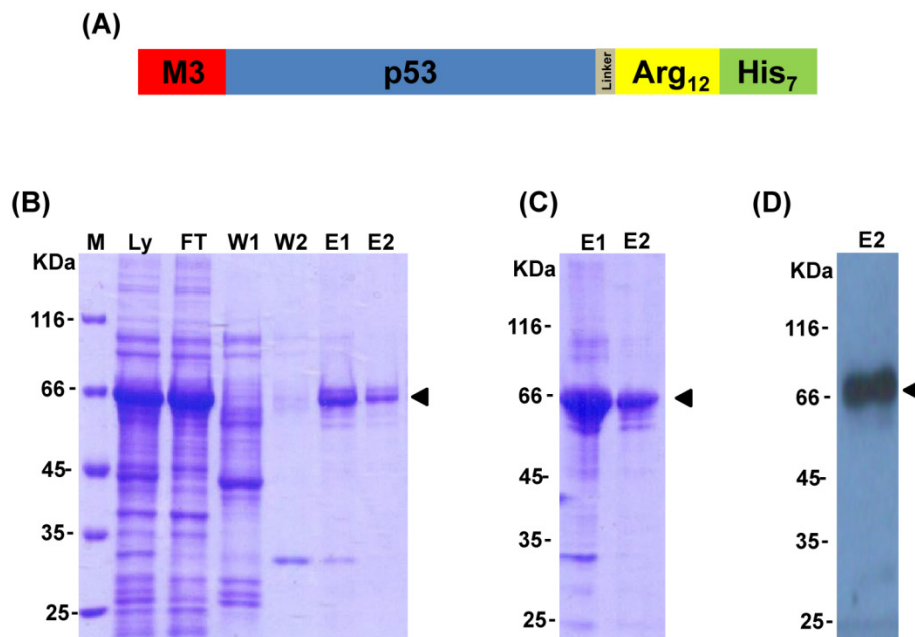 (A)
M3 p53 Linker Arg₁₂ His₇
(B)
M Ly FT W1 W2 E1 E2
KDa
116-
66-
45-
35-
25-
(C)
E1 E2
KDa
116-
66-
45-
35-
25-
(D)
E2
KDa
116-
66-
45-
35-
25-